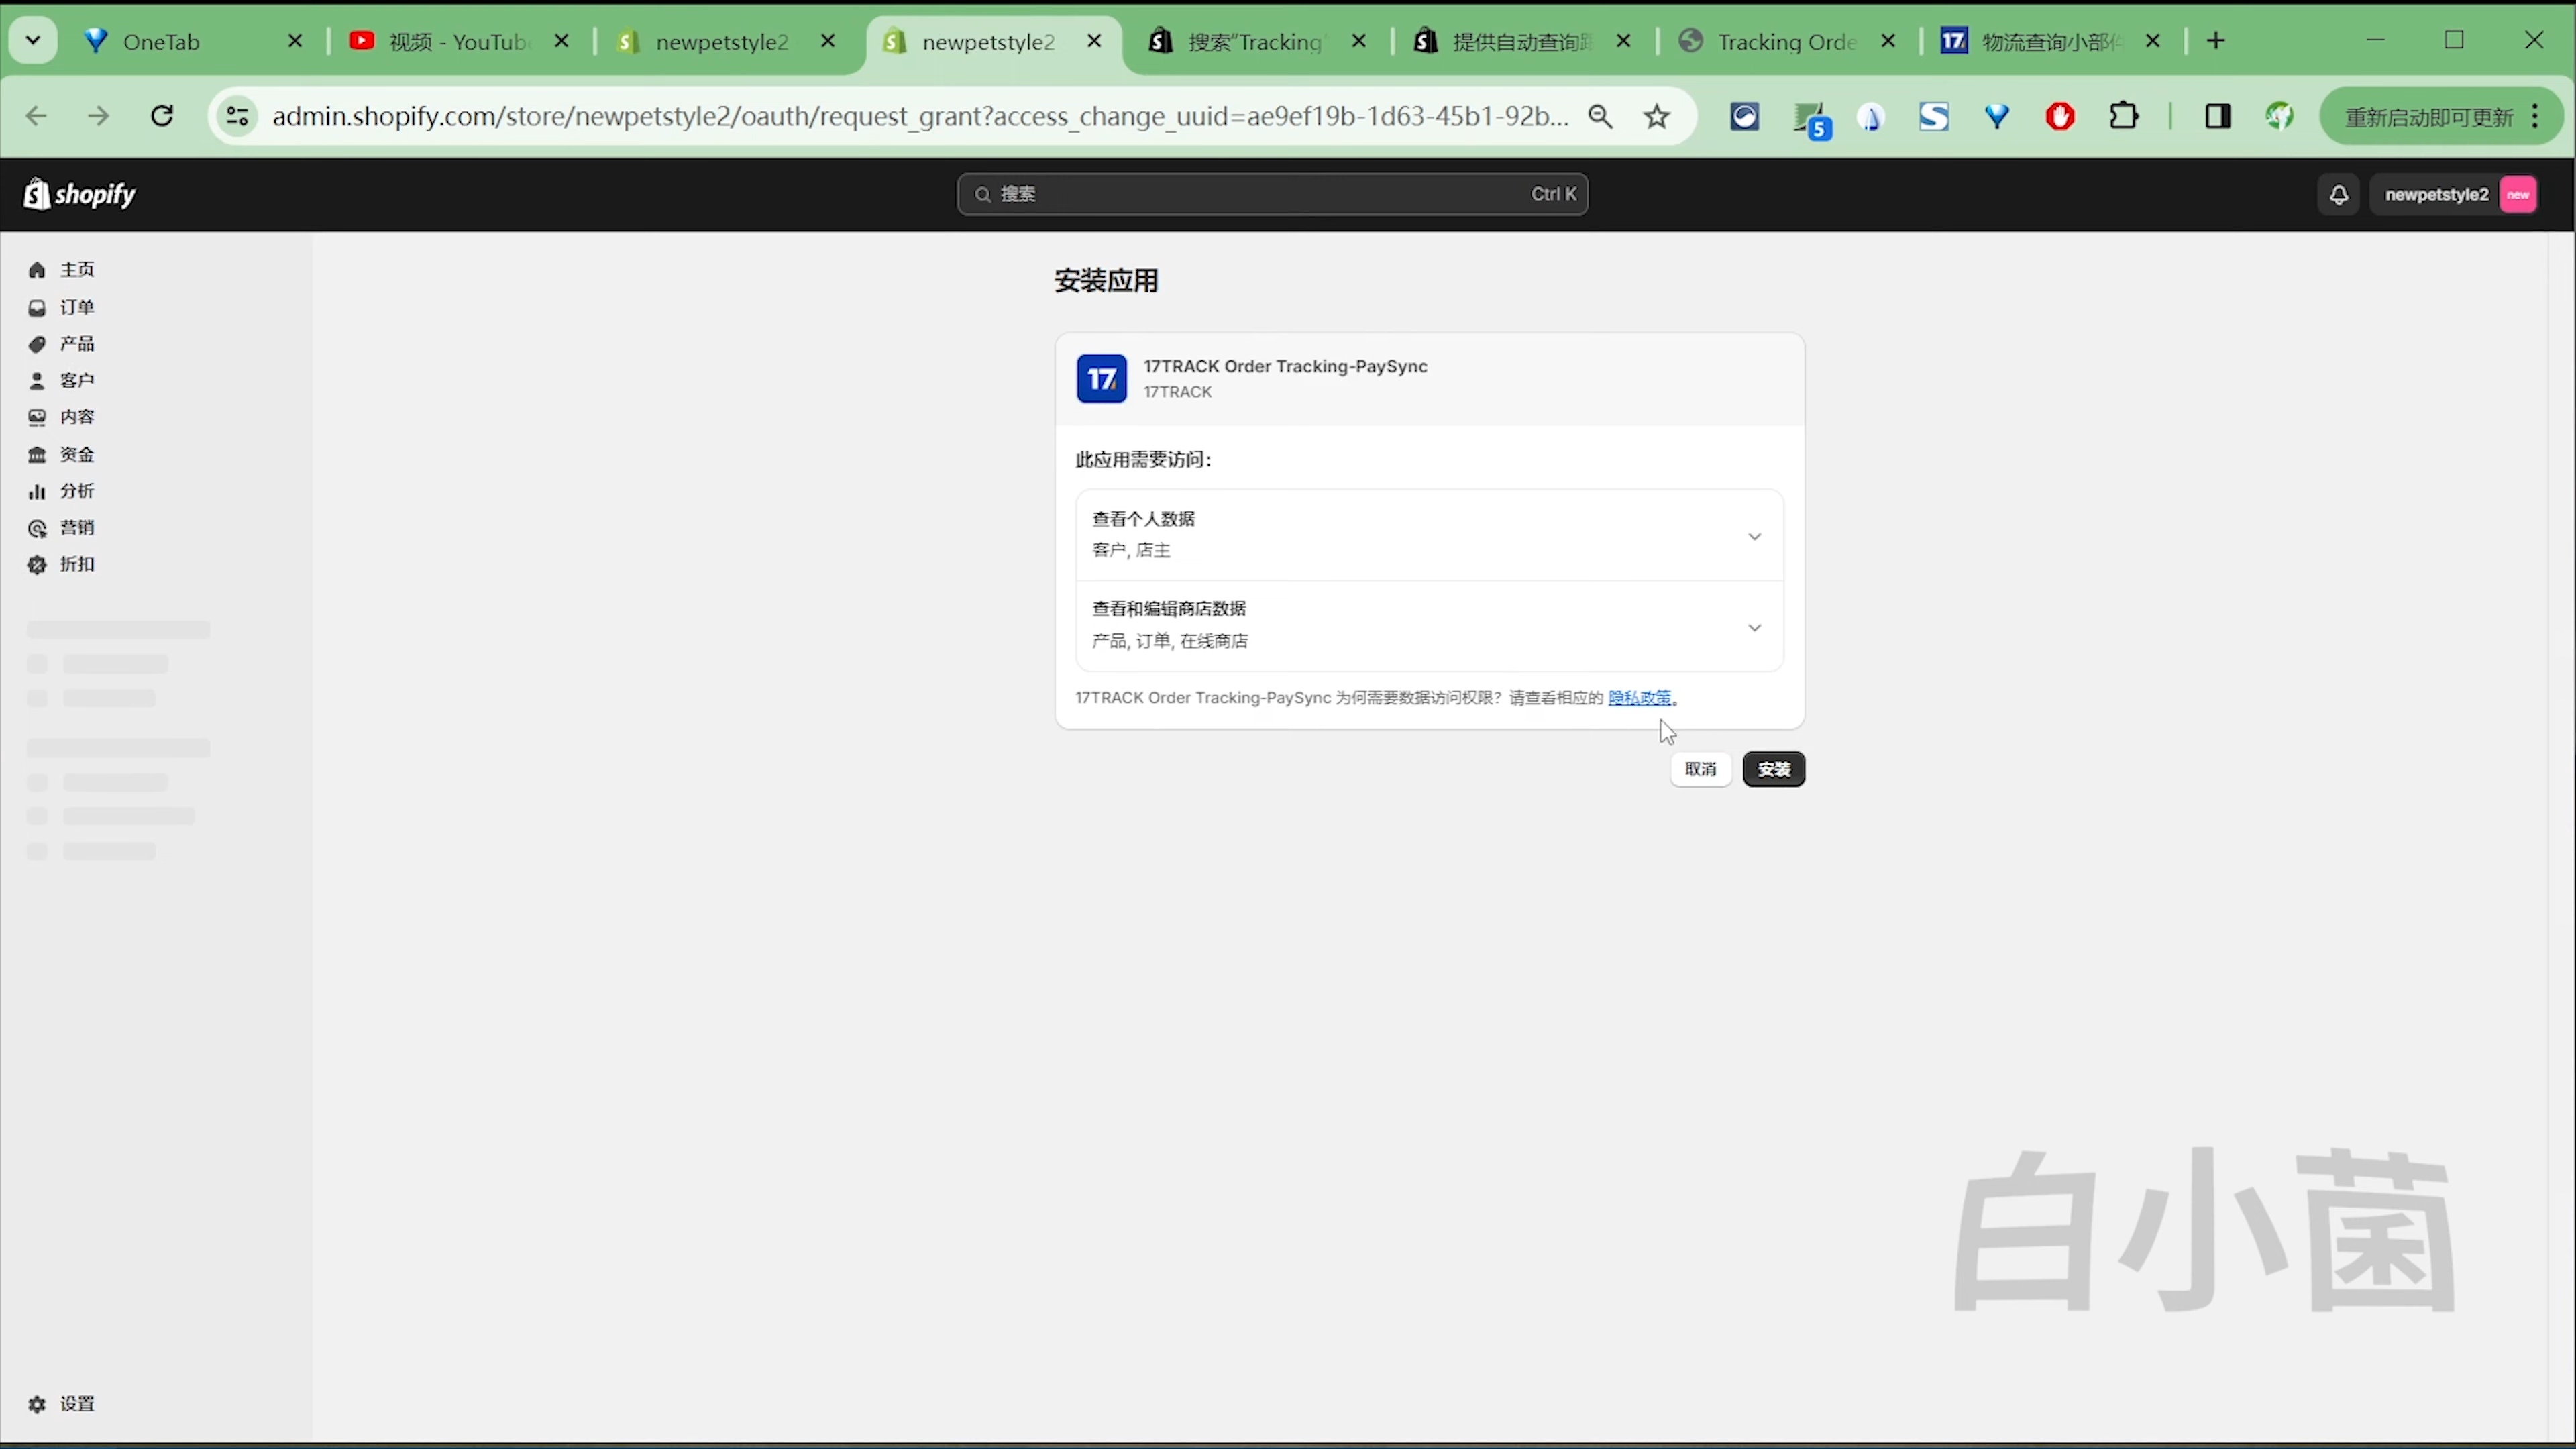 OneTab
视频 - YouTub
newpetstyle2
newpetstyle2
搜索"Tracking"
提供自动查询跟
Tracking Orde
17 物流查询小部件
admin.shopify.com/store/newpetstyle2/oauth/request_grant?access_change_uuid=ae9ef19b-1d63-45b1-92b...
5
重新启动即可更新
shopify
搜索
Ctrl K
newpetstyle2
new
主页
订单
产品
客户
内容
资金
分析
营销
折扣
设置
安装应用
17
17TRACK Order Tracking-PaySync
17TRACK
此应用需要访问:
查看个人数据
客户, 店主
查看和编辑商店数据
产品, 订单, 在线商店
17TRACK Order Tracking-PaySync 为何需要数据访问权限？请查看相应的 隐私政策。
取消
安装
白小菌